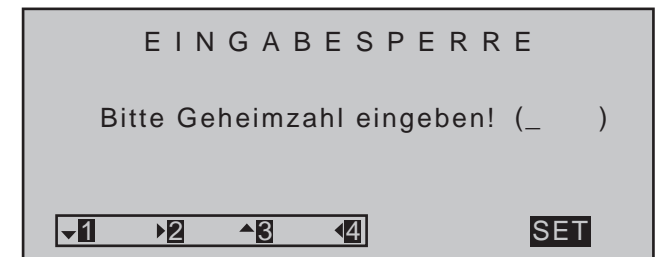 EINGABESPERRE
Bitte Geheimzahl eingeben! (_ )
▾1 ▸2 ▴3 ◂4 SET